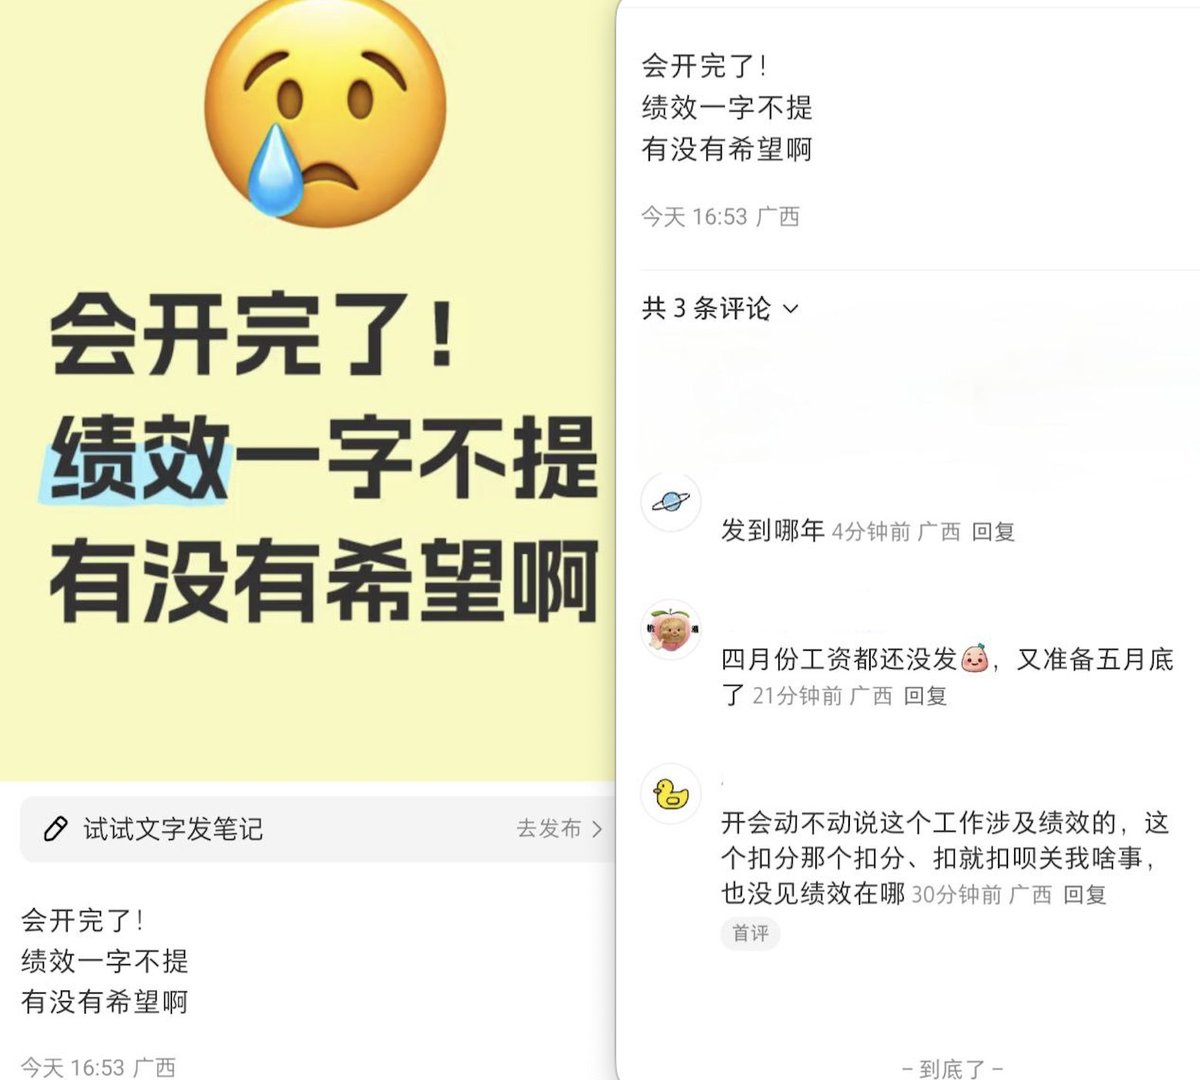 会开完了！
绩效一字不提
有没有希望啊
试试文字发笔记
去发布
会开完了！
绩效一字不提
有没有希望啊
今天 16:53 广西
会开完了！
绩效一字不提
有没有希望啊
今天 16:53 广西
共 3 条评论
发到哪年 4分钟前 广西 回复
四月份工资都还没发，又准备五月底
了 21分钟前 广西 回复
开会动不动说这个工作涉及绩效的，这
个扣分那个扣分、扣就扣呗关我啥事，
也没见绩效在哪 30分钟前 广西 回复
首评
- 到底了 -